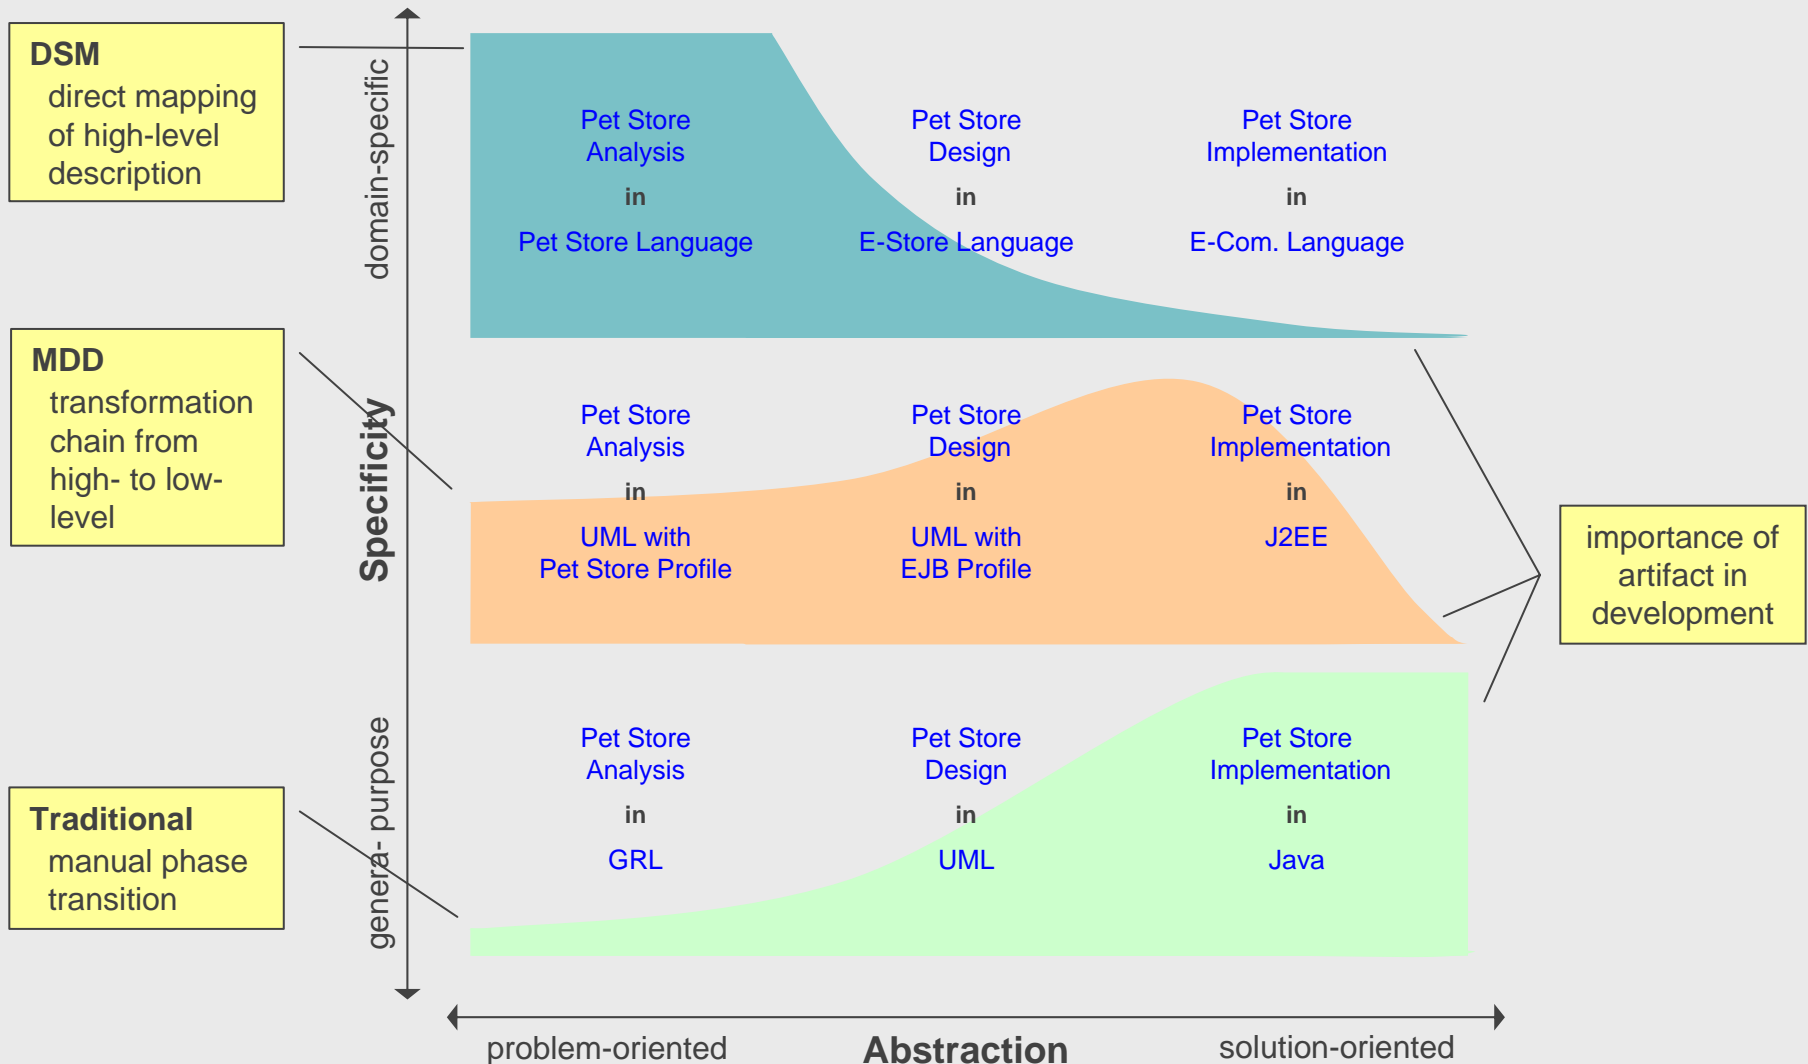 DSM
direct mapping
of high-level
description
MDD
transformation
chain from
high- to low-
level
Traditional
manual phase
transition
domain-specific
Specificity
genera- purpose
Pet Store
Analysis
in
Pet Store Language
Pet Store
Design
in
E-Store Language
Pet Store
Implementation
in
E-Com. Language
Pet Store
Analysis
in
UML with
Pet Store Profile
Pet Store
Design
in
UML with
EJB Profile
Pet Store
Implementation
in
J2EE
Pet Store
Analysis
in
GRL
Pet Store
Design
in
UML
Pet Store
Implementation
in
Java
importance of
artifact in
development
problem-oriented
Abstraction
solution-oriented